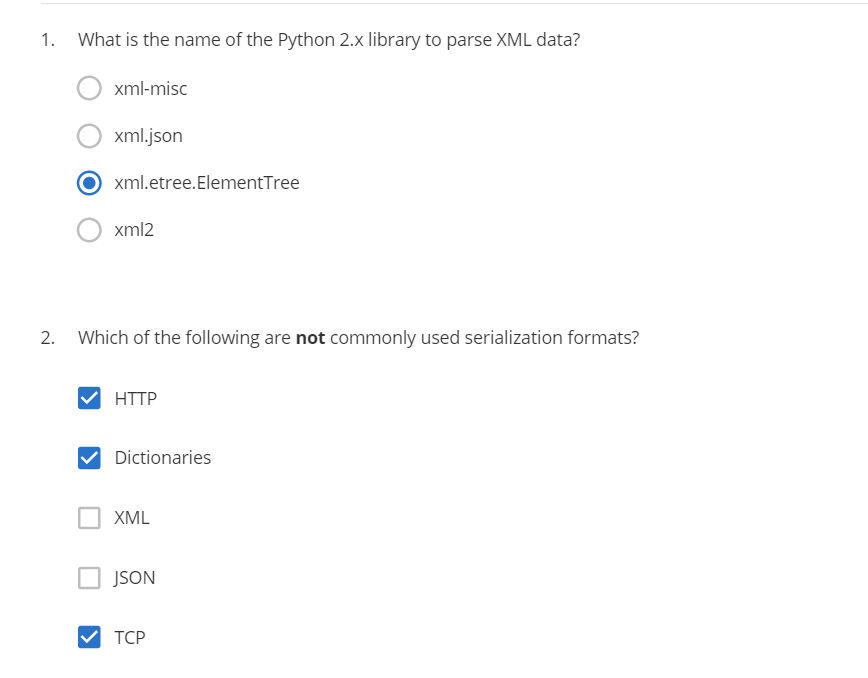 1. What is the name of the Python 2.x library to parse XML data?
xml-misc
xml.json
xml.etree.ElementTree
xml2
2. Which of the following are not commonly used serialization formats?
HTTP
Dictionaries
XML
JSON
TCP